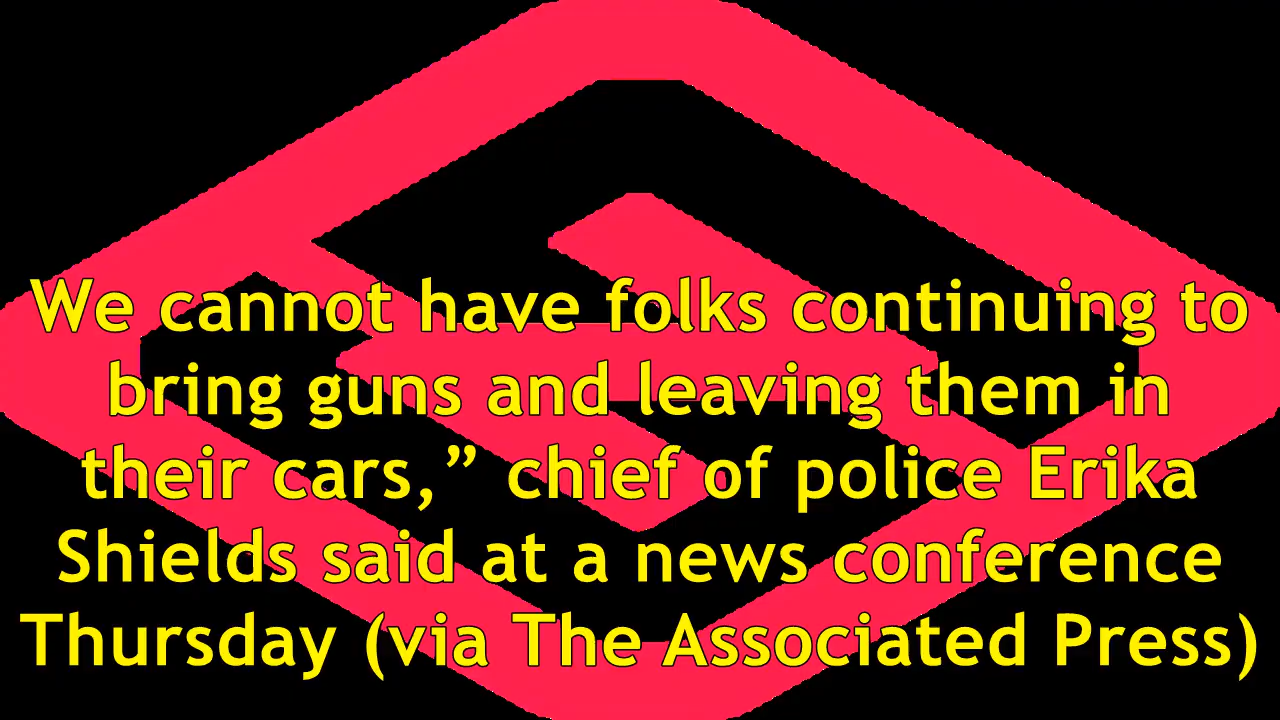 We cannot have folks continuing to
bring guns and leaving them in
their cars,” chief of police Erika
Shields said at a news conference
Thursday (via The Associated Press)